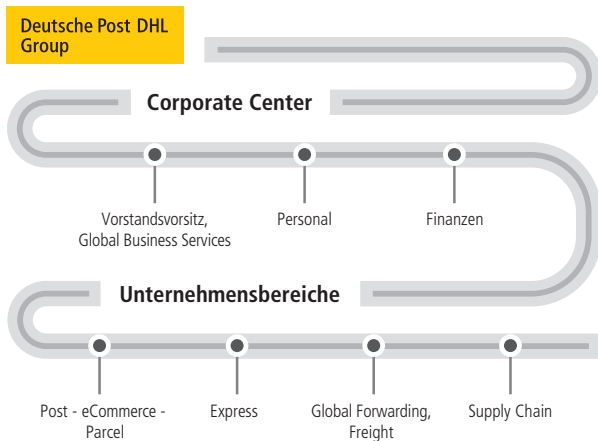 Deutsche Post DHL
Group
Corporate Center
Vorstandsvorsitz,
Global Business Services
Personal
Finanzen
Unternehmensbereiche
Post - eCommerce -
Parcel
Express
Global Forwarding,
Freight
Supply Chain